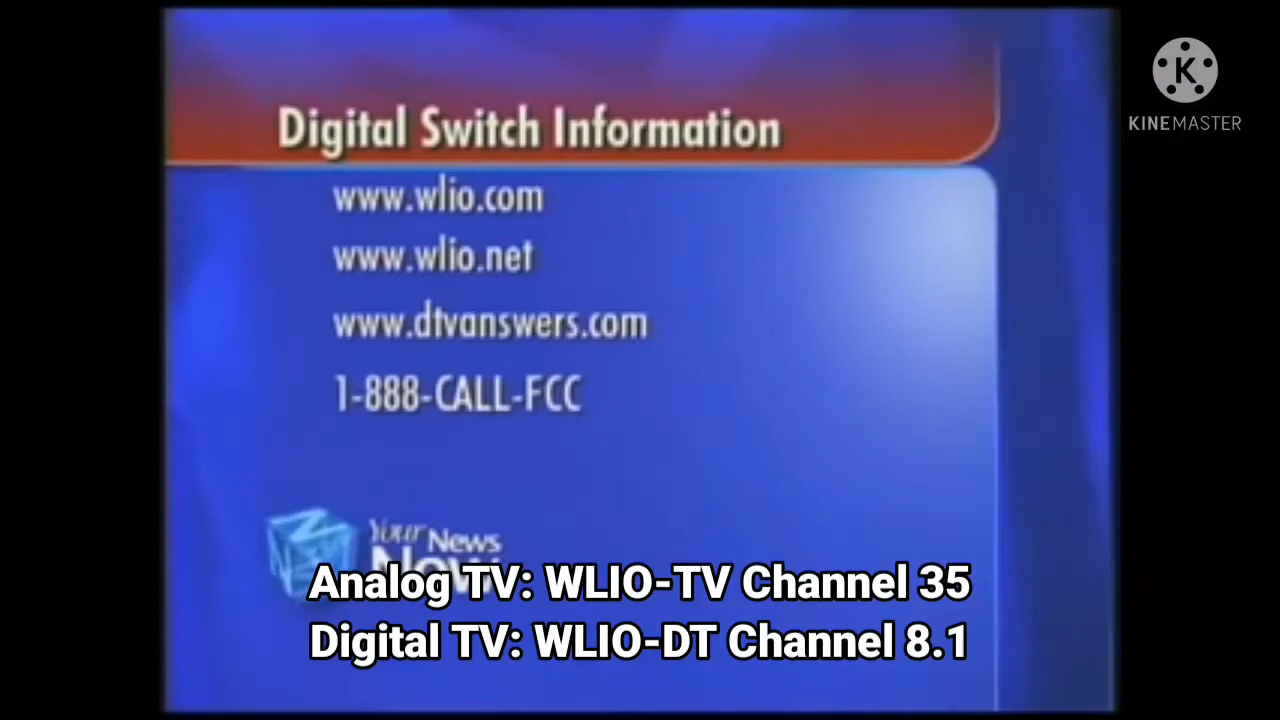 K
KINEMASTER
Digital Switch Information
www.wlio.com
www.wlio.net
www.dtvanswers.com
1-888-CALL-FCC
Your News
Now
Analog TV: WLIO-TV Channel 35
Digital TV: WLIO-DT Channel 8.1